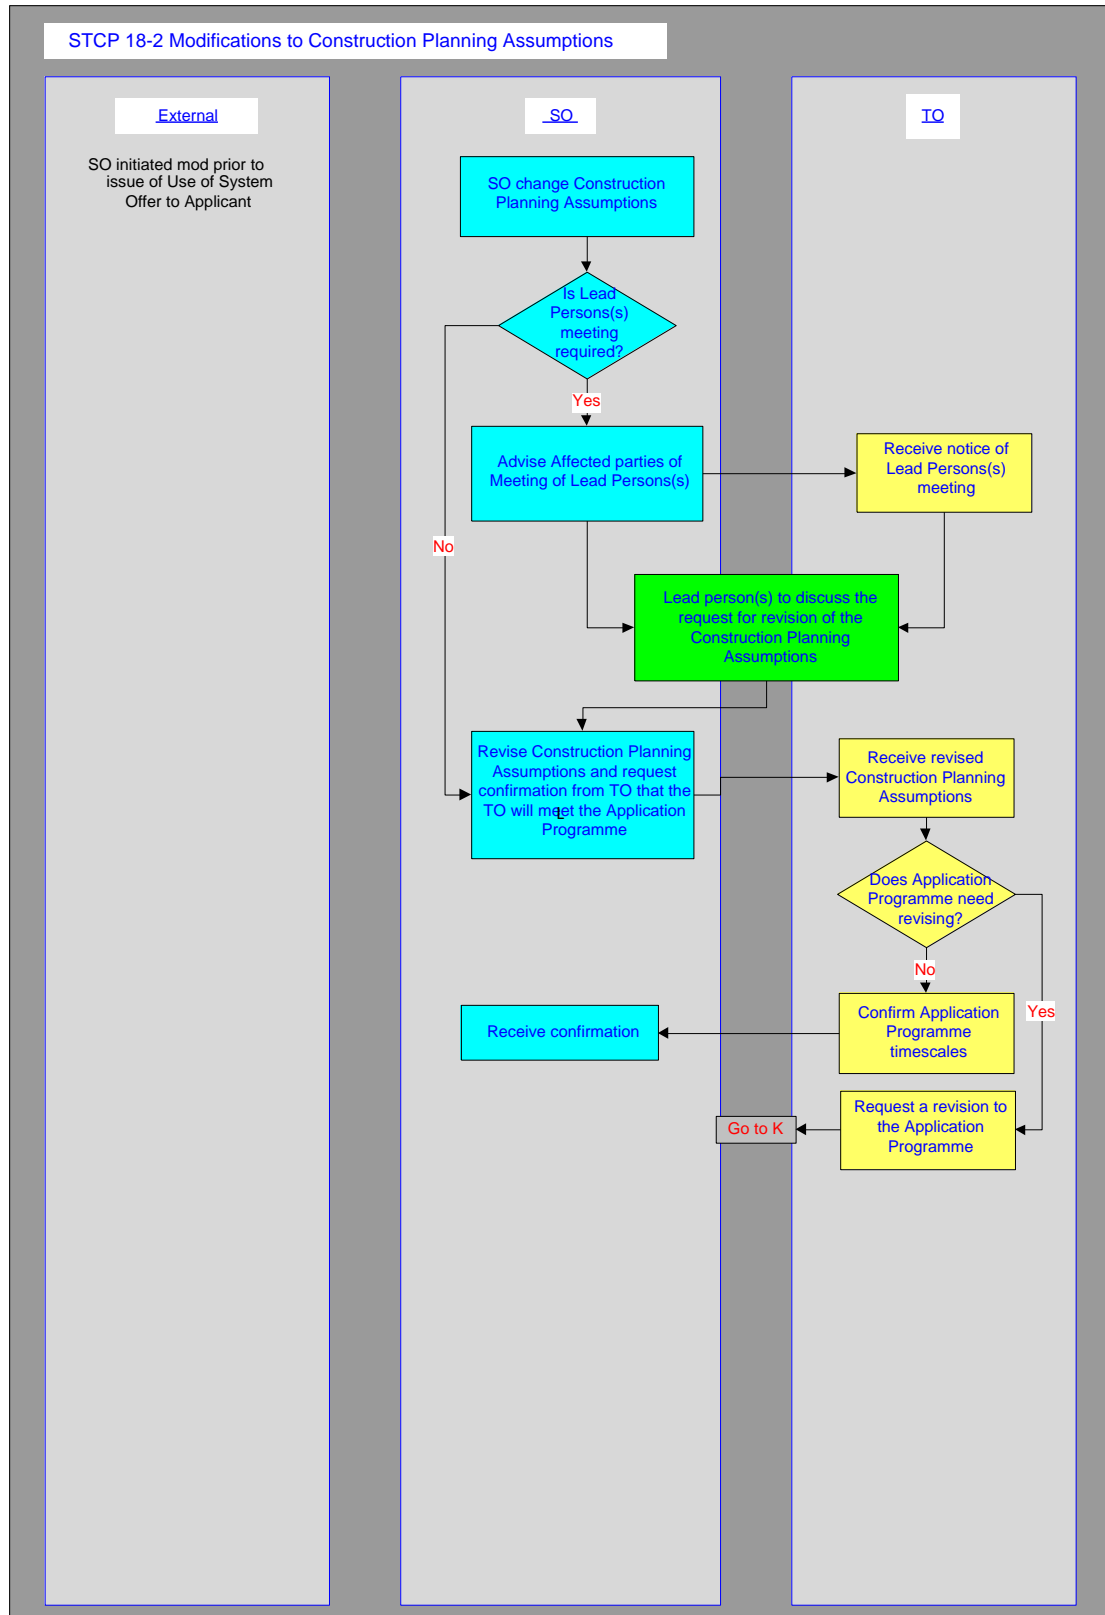 STCP 18-2 Modifications to Construction Planning Assumptions
External
SO
TO
SO initiated mod prior to
issue of Use of System
Offer to Applicant
SO change Construction
Planning Assumptions
Is Lead
Persons(s)
meeting
required?
Yes
Advise Affected parties of
Meeting of Lead Persons(s)
Receive notice of
Lead Persons(s)
meeting
No
Lead person(s) to discuss the
request for revision of the
Construction Planning
Assumptions
Revise Construction Planning
Assumptions and request
confirmation from TO that the
TO will meet the Application
Programme
L
Receive revised
Construction Planning
Assumptions
Does Application
Programme need
revising?
No
Yes
Receive confirmation
Confirm Application
Programme
timescales
Go to K
Request a revision to
the Application
Programme